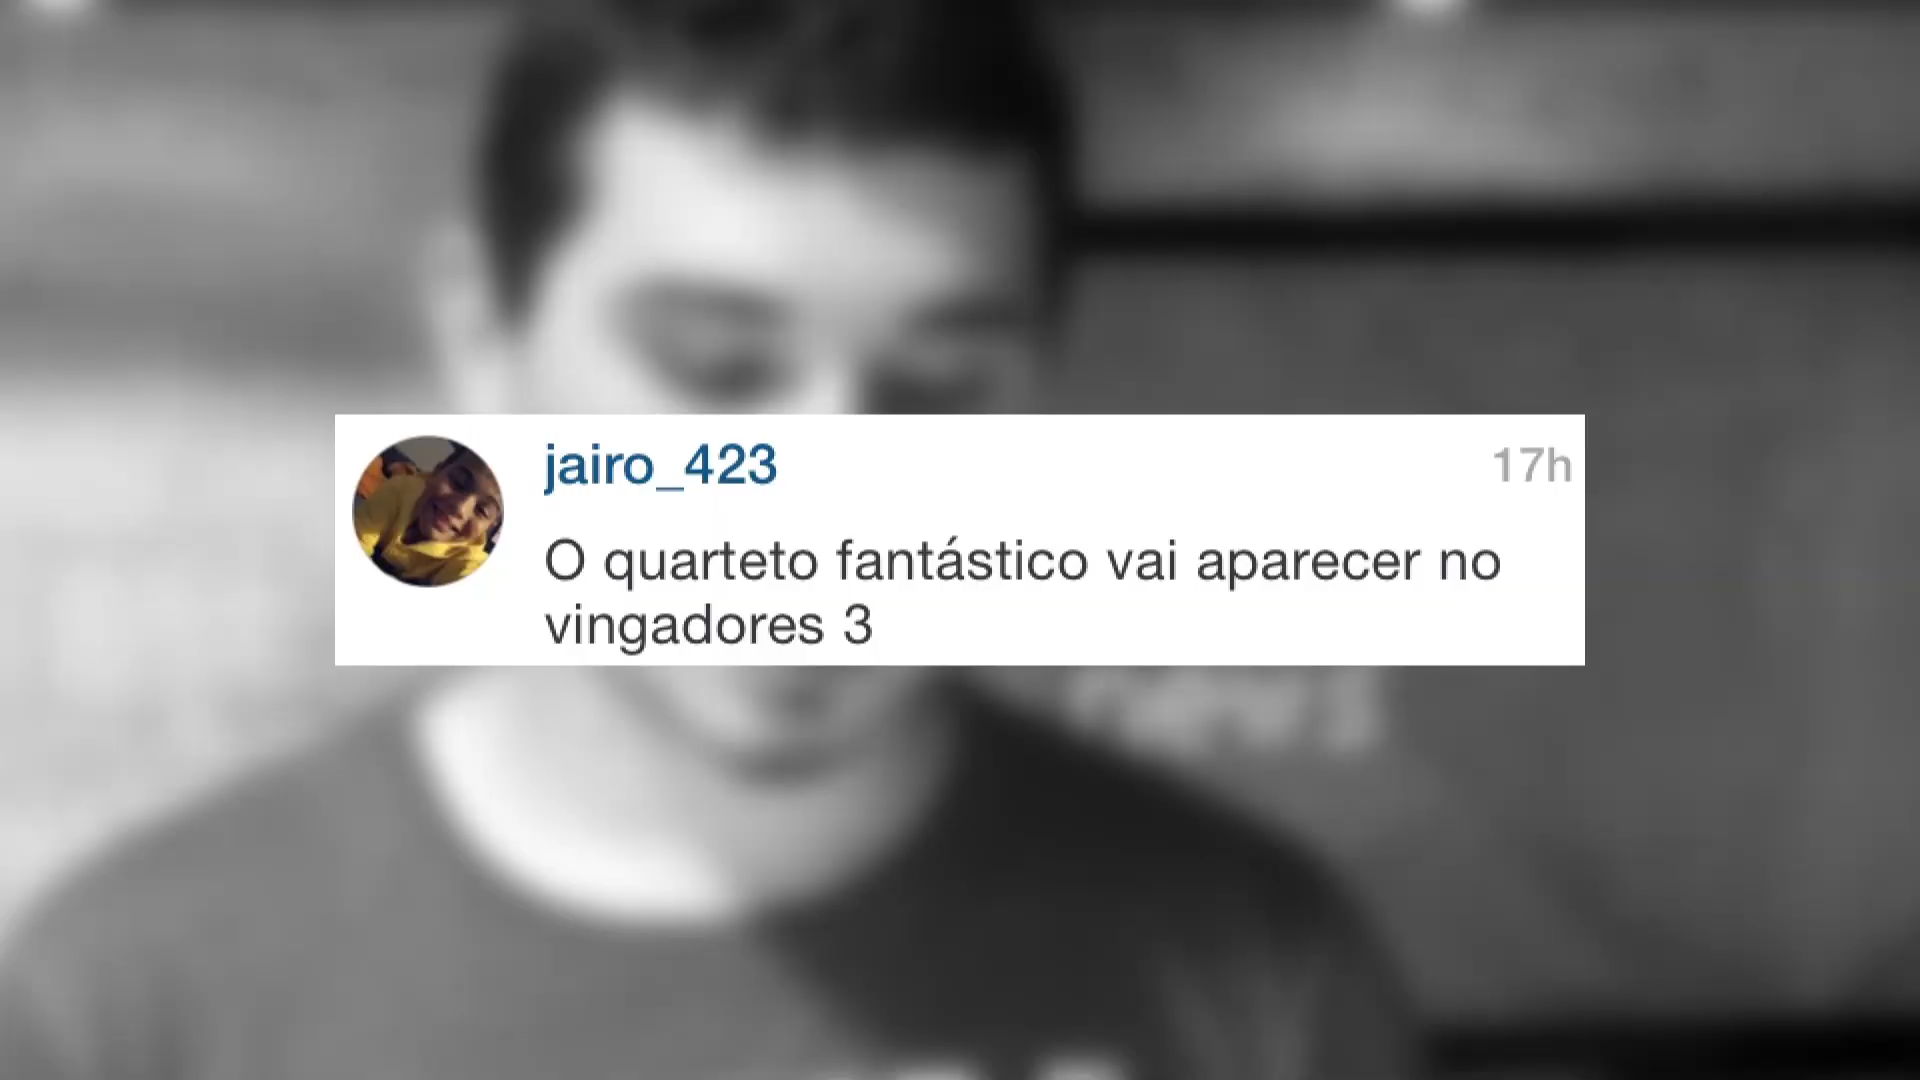 jairo_423
17h
O quarteto fantástico vai aparecer no
vingadores 3